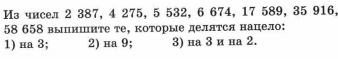 Из чисел 2 387, 4 275, 5 532, 6 674, 17 589, 35 916,
58 658 выпишите те, которые делятся нацело:
1) на 3; 2) на 9; 3) на 3 и на 2.